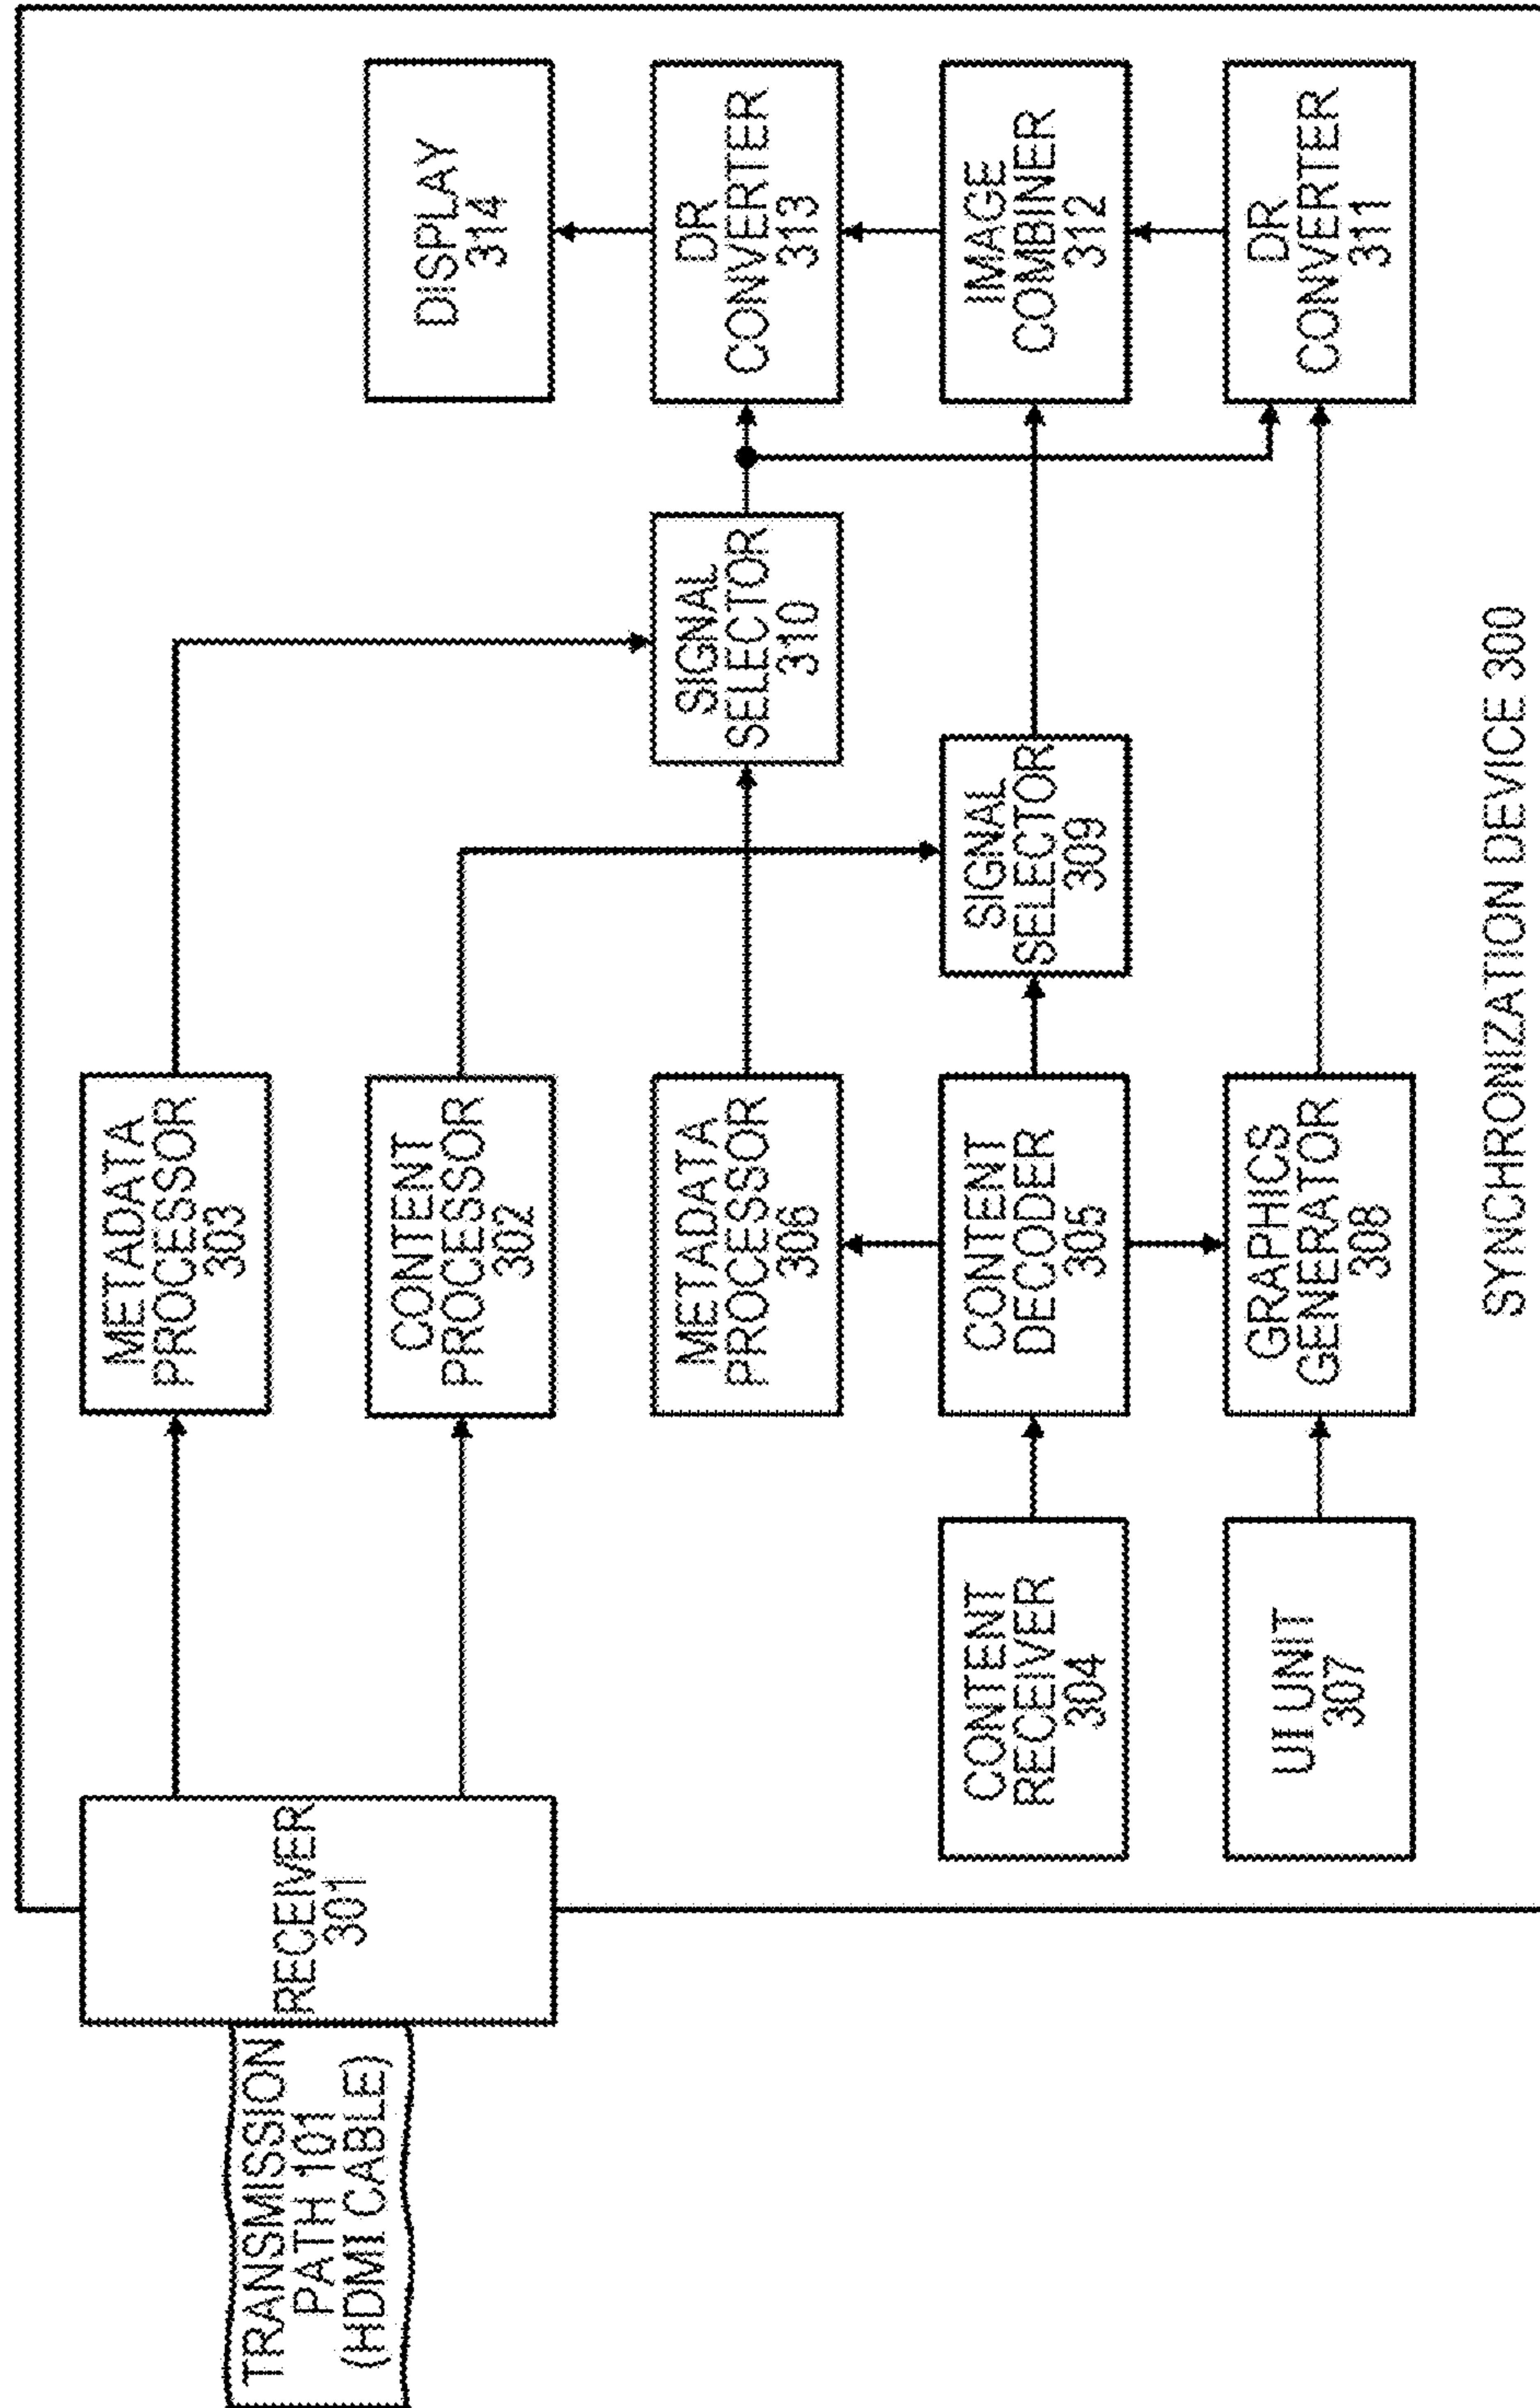 TRANSMISSION
PATH 101
(HDMI CABLE)
RECEIVER
301
METADATA
PROCESSOR
303
CONTENT
PROCESSOR
302
METADATA
PROCESSOR
306
CONTENT
RECEIVER
304
CONTENT
DECODER
305
UI UNIT
307
GRAPHICS
GENERATOR
308
SIGNAL
SELECTOR
309
SIGNAL
SELECTOR
310
DISPLAY
314
DR
CONVERTER
313
IMAGE
COMBINER
312
DR
CONVERTER
311
SYNCHRONIZATION DEVICE 300